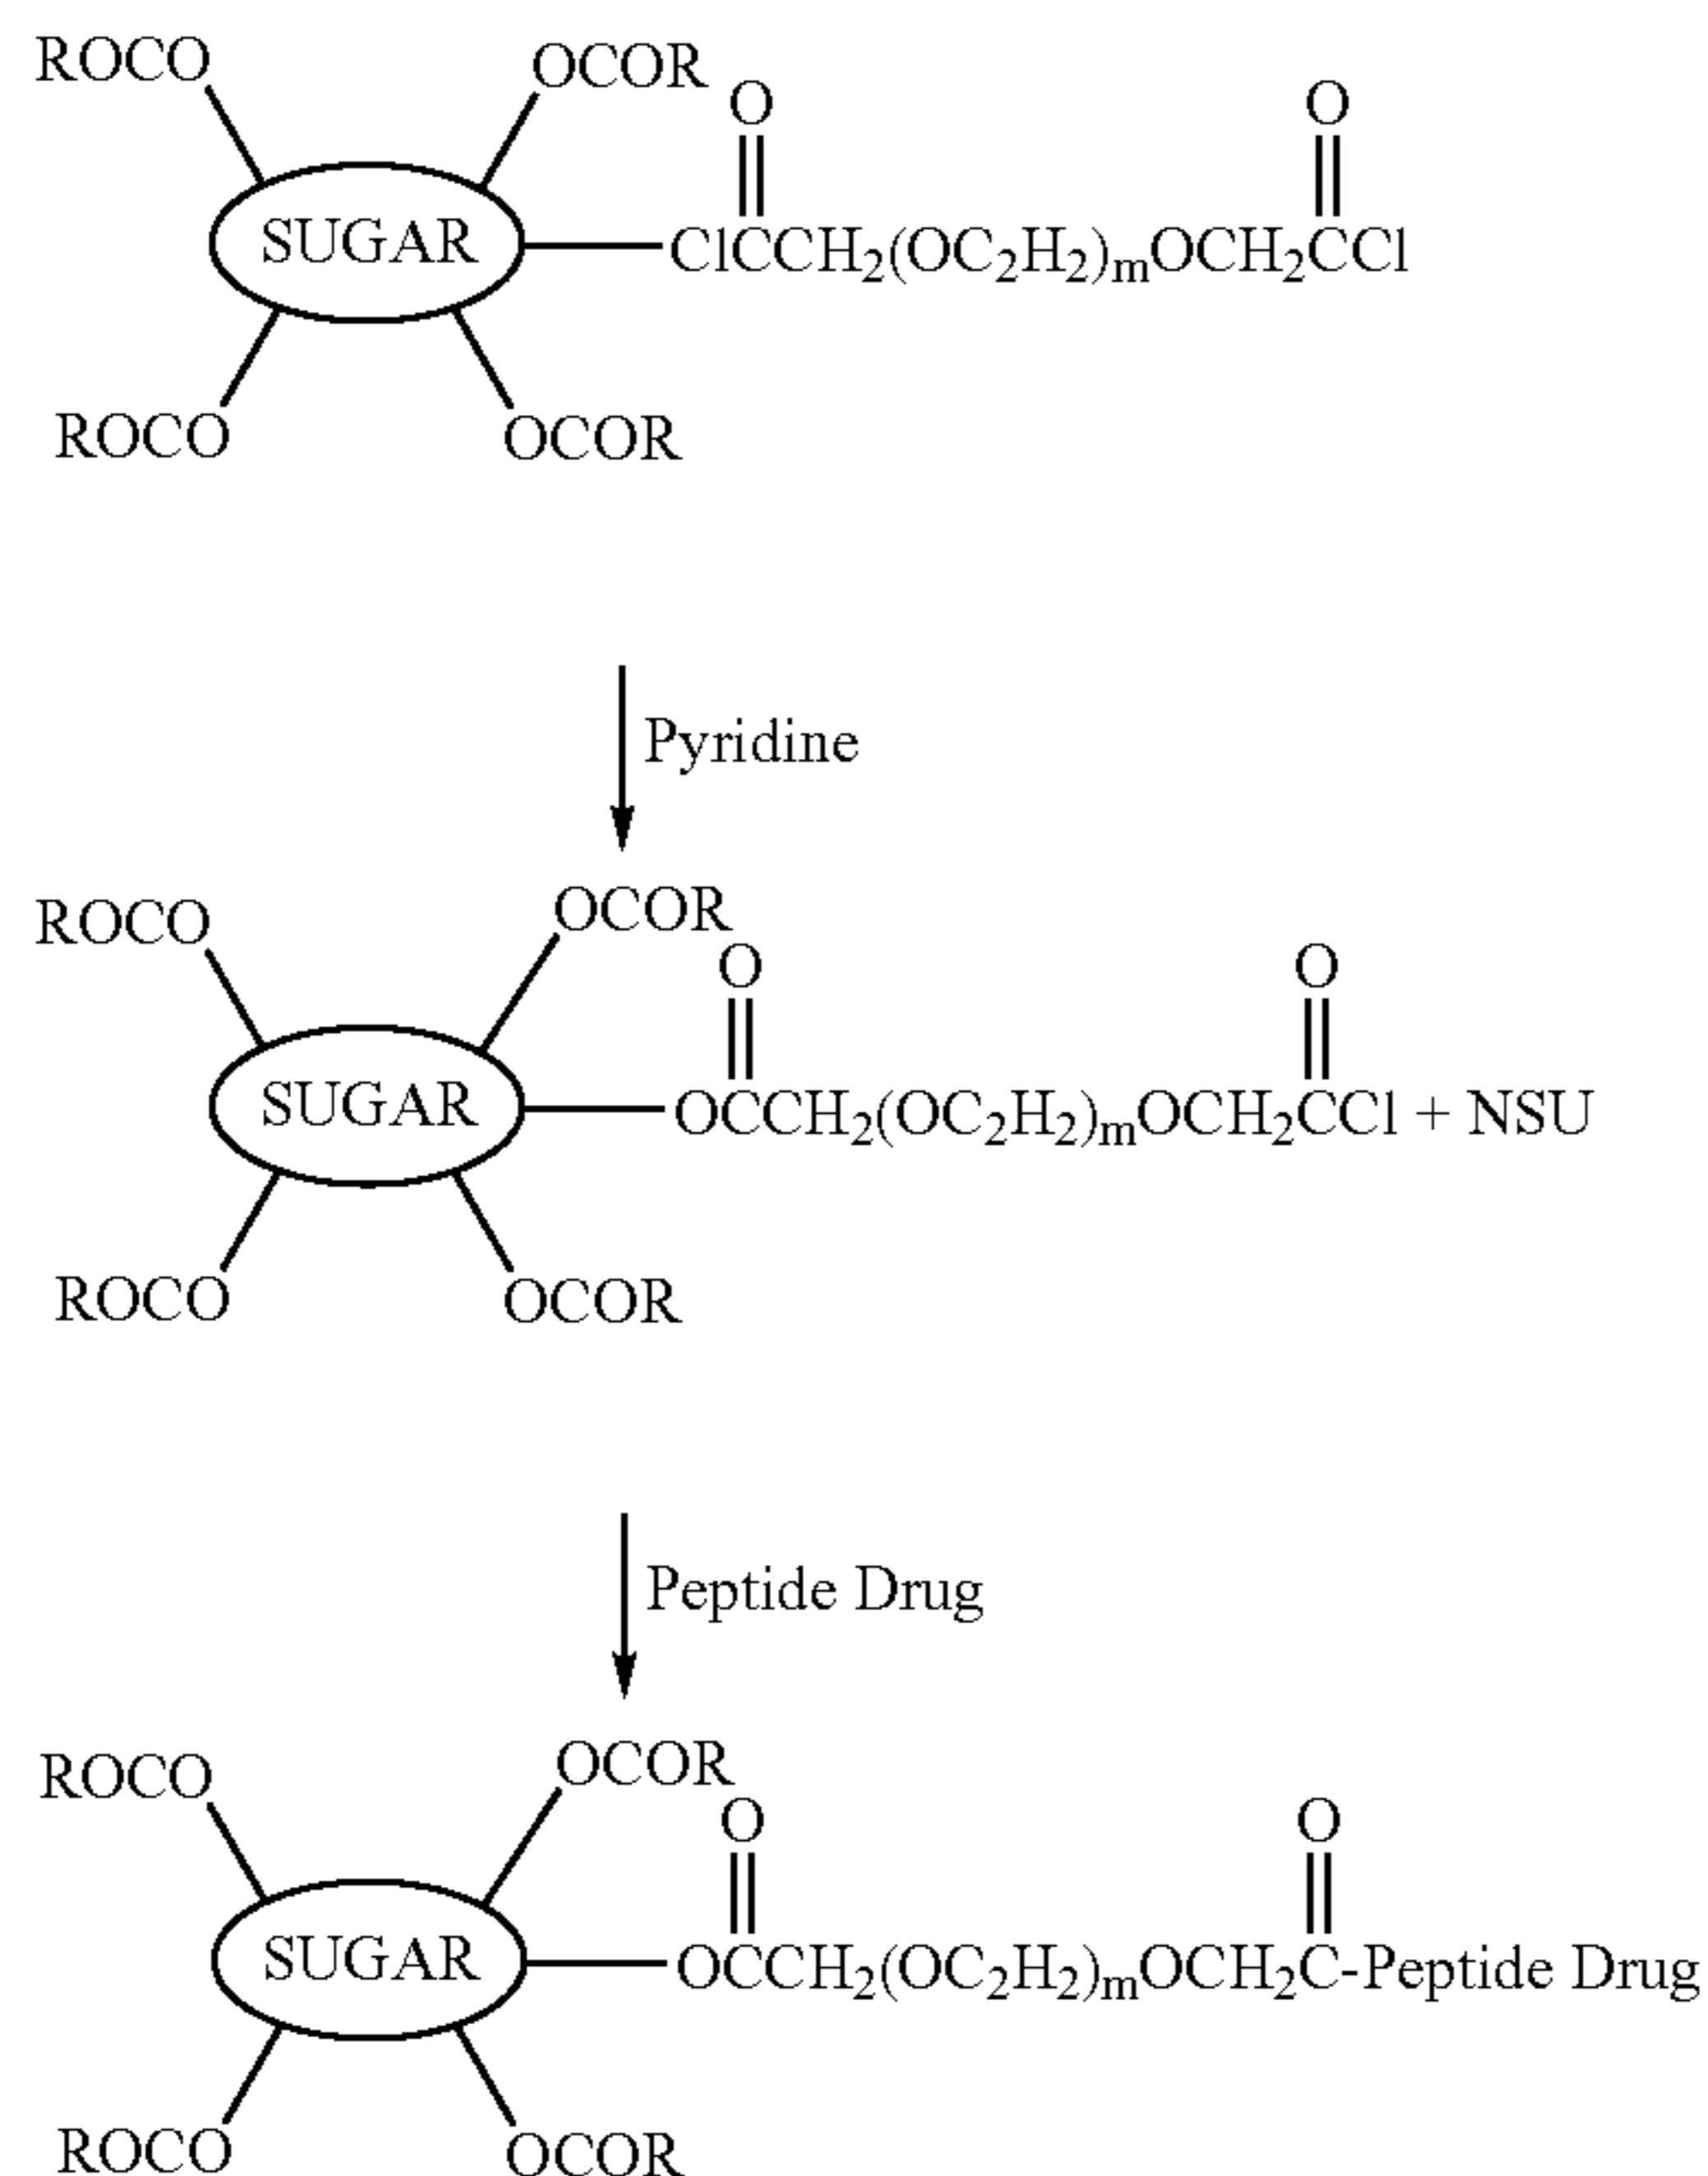 ROCO OCOR
O O
SUGAR ClCCH₂(OC₂H₂)ₘOCH₂CCl
ROCO OCOR
Pyridine
ROCO OCOR
O O
SUGAR OCCH₂(OC₂H₂)ₘOCH₂CCl + NSU
ROCO OCOR
Peptide Drug
ROCO OCOR
O O
SUGAR OCCH₂(OC₂H₂)ₘOCH₂C-Peptide Drug
ROCO OCOR